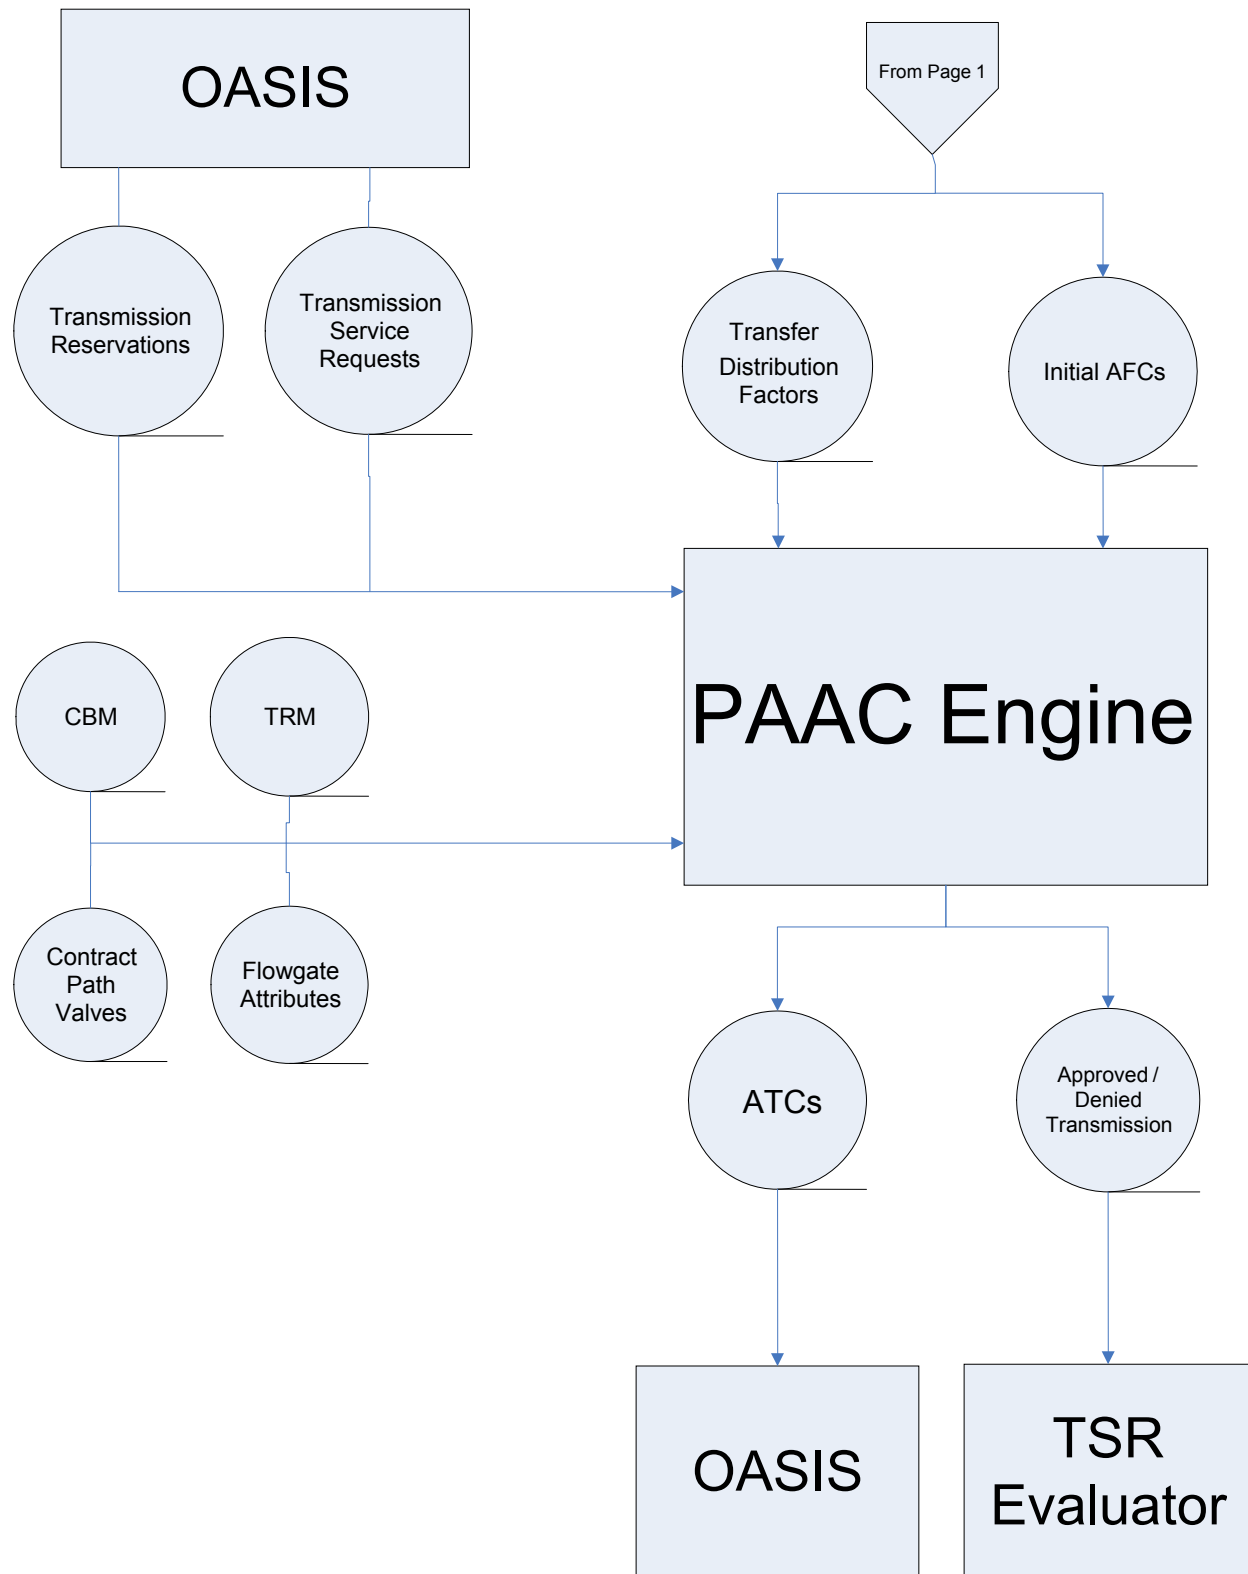 OASIS
From Page 1
Transmission
Reservations
Transmission
Service
Requests
Transfer
Distribution
Factors
Initial AFCs
CBM
TRM
PAAC Engine
Contract
Path
Valves
Flowgate
Attributes
ATCs
Approved /
Denied
Transmission
OASIS
TSR
Evaluator